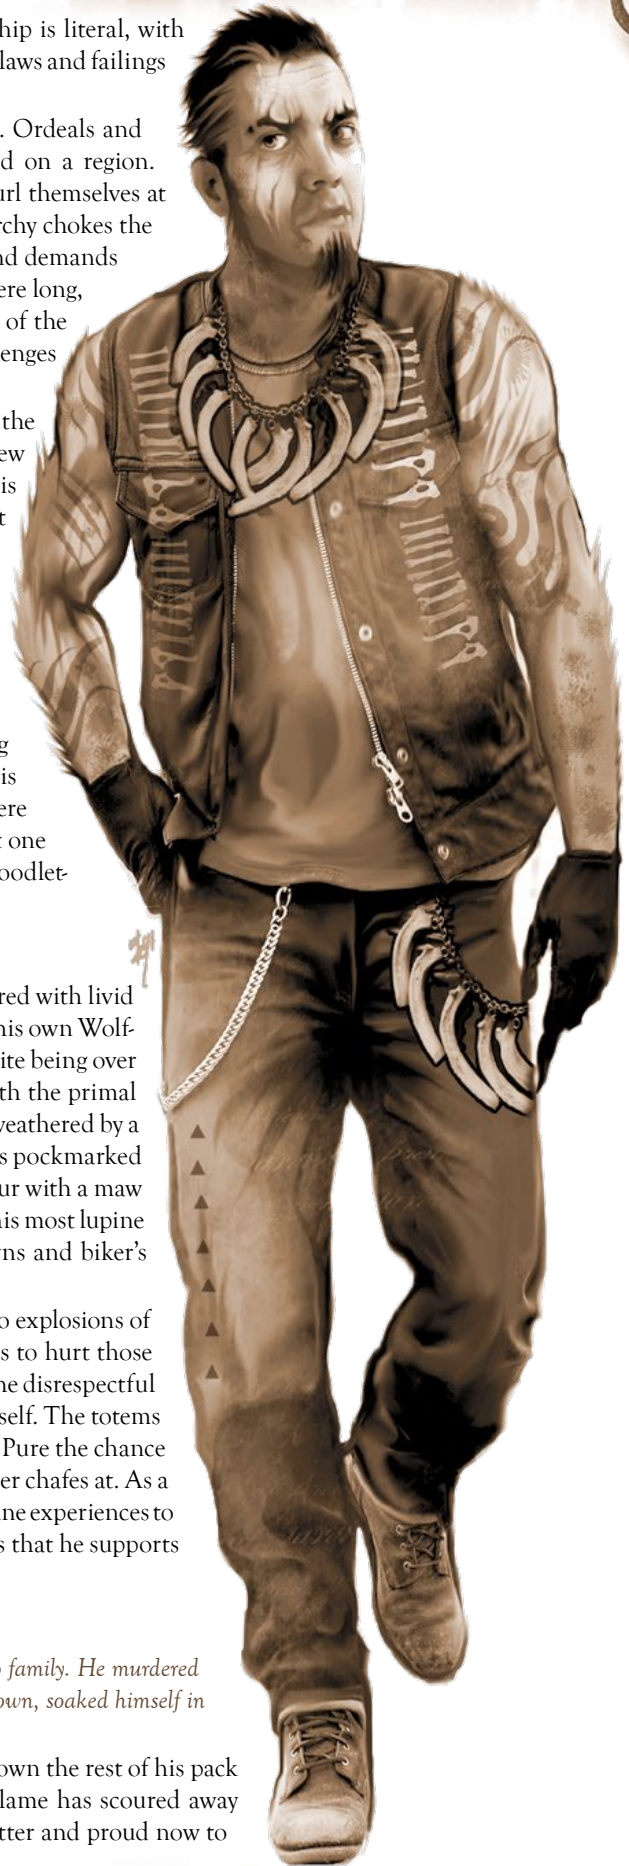 hip is literal, with
laws and failings
. Ordeals and
d on a region.
url themselves at
rchy chokes the
nd demands
ere long,
of the
enges
the
ew
is
t
g
is
ere
t one
oodlet-
red with livid
his own Wolf-
ite being over
th the primal
weathered by a
s pockmarked
ur with a maw
his most lupine
ns and biker's
o explosions of
s to hurt those
he disrespectful
self. The totems
Pure the chance
er chafes at. As a
ine experiences to
s that he supports
family. He murdered
own, soaked himself in
own the rest of his pack
lame has scoured away
tter and proud now to